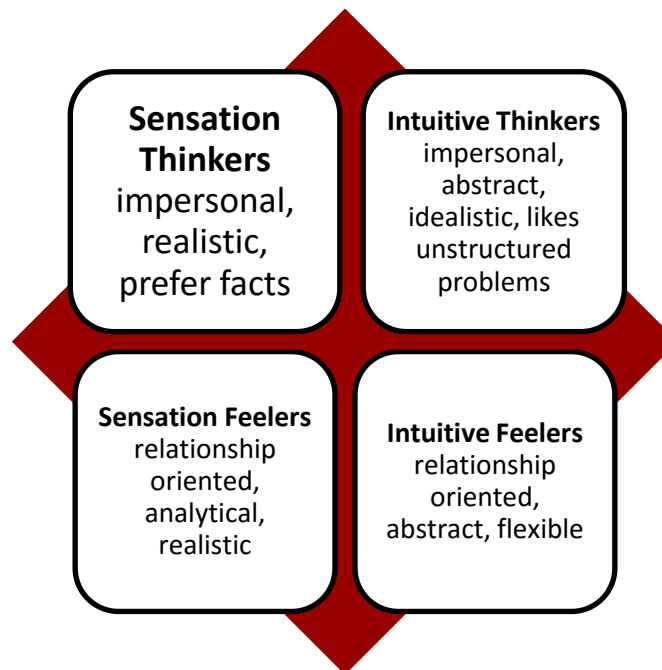 Sensation
Thinkers
impersonal,
realistic,
prefer facts
Intuitive Thinkers
impersonal,
abstract,
idealistic, likes
unstructured
problems
Sensation Feelers
relationship
oriented,
analytical,
realistic
Intuitive Feelers
relationship
oriented,
abstract, flexible